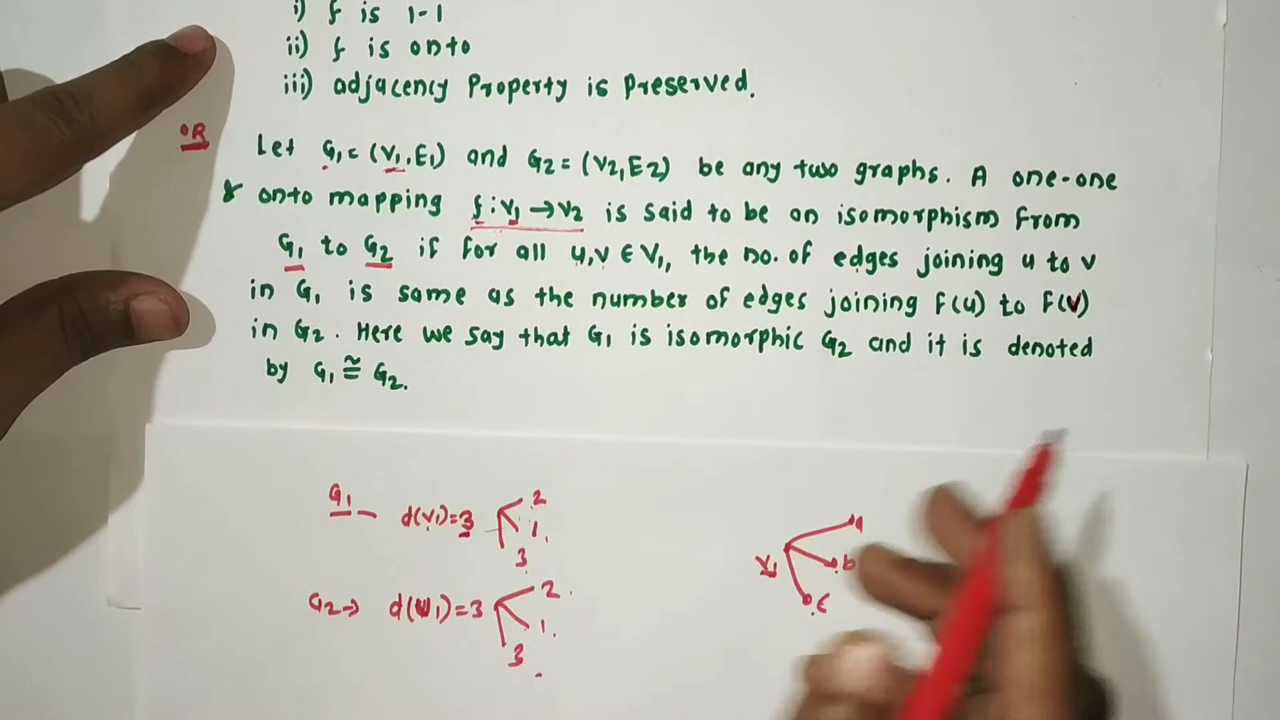 i) f is 1-1
ii) f is onto
iii) adjacency Property is Preserved.
OR
Let G1 = (V1, E1) and G2 = (V2, E2) be any two graphs. A one-one
& onto mapping f : V1 → V2 is said to be an isomorphism from
G1 to G2 if for all u, v ∈ V1, the no. of edges joining u to v
in G1 is same as the number of edges joining F(u) to F(v)
in G2. Here we say that G1 is isomorphic G2 and it is denoted
by G1 ≅ G2.
G1 — d(v1)=3 2
1.
3
G2→ d(u1)=3 2
1.
3
v1 a
b
c